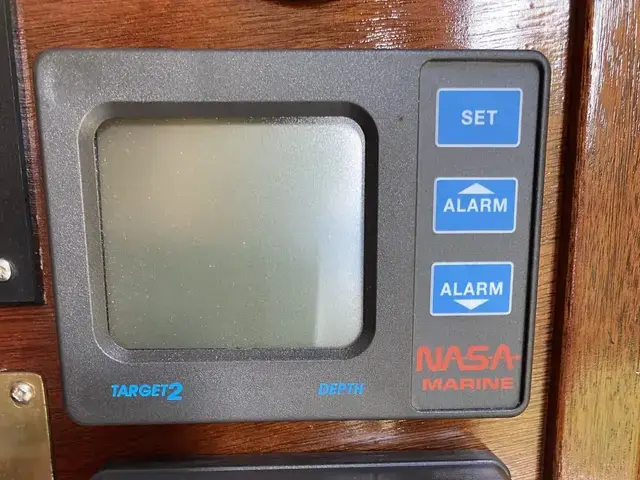 SET
ALARM
ALARM
NASA
MARINE
TARGET2
DEPTH